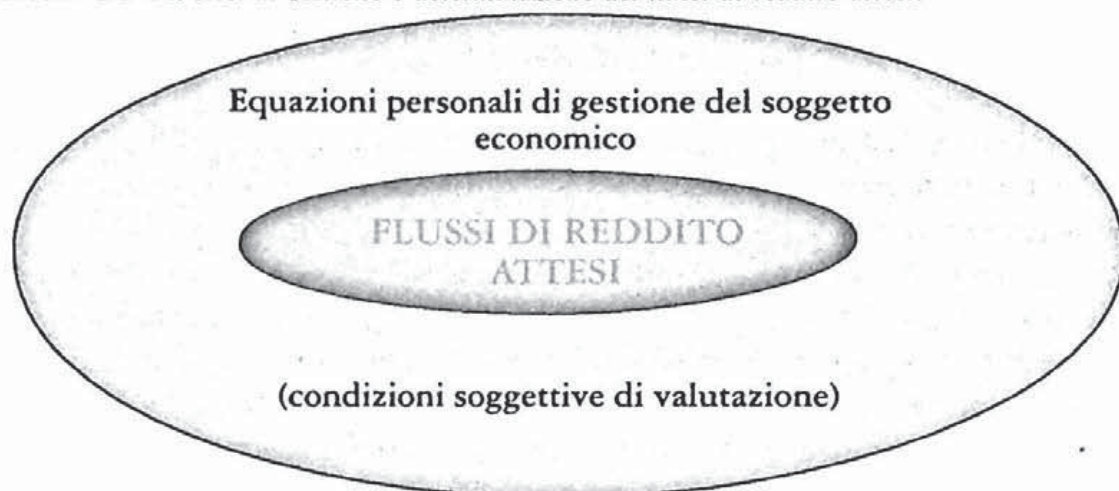 Equazioni personali di gestione del soggetto
economico
FLUSSI DI REDDITO
ATTESI
(condizioni soggettive di valutazione)